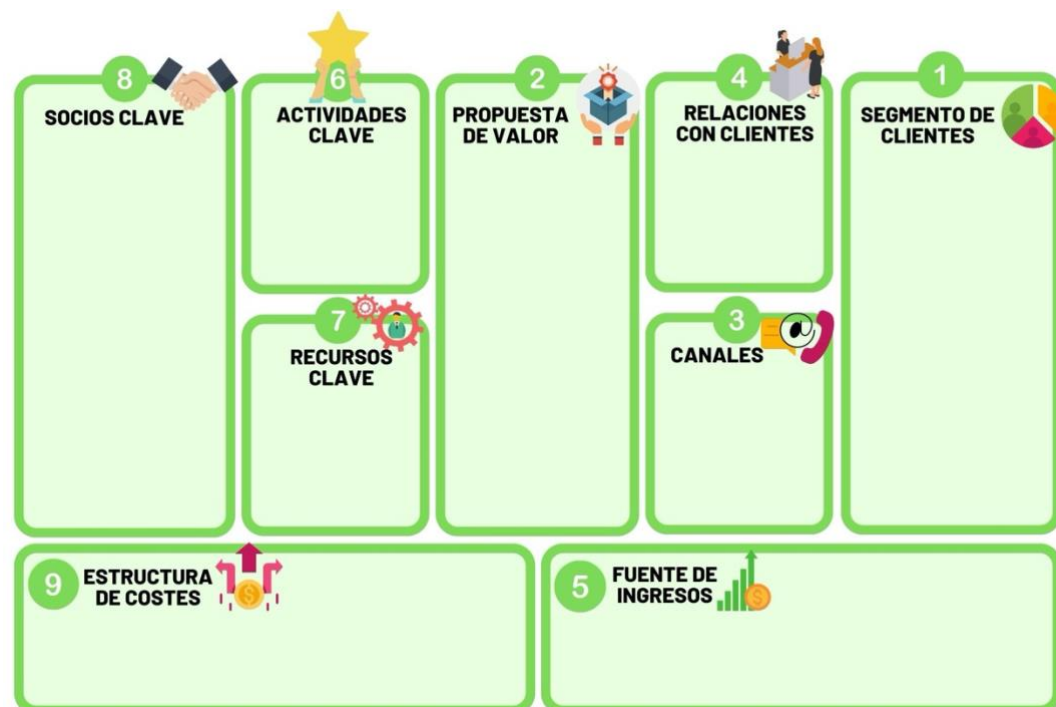 8
SOCIOS CLAVE
6
ACTIVIDADES
CLAVE
2
PROPUESTA
DE VALOR
4
RELACIONES
CON CLIENTES
1
SEGMENTO DE
CLIENTES
7
RECURSOS
CLAVE
3
@
CANALES
9
ESTRUCTURA
DE COSTES
$
5
FUENTE DE
INGRESOS
$